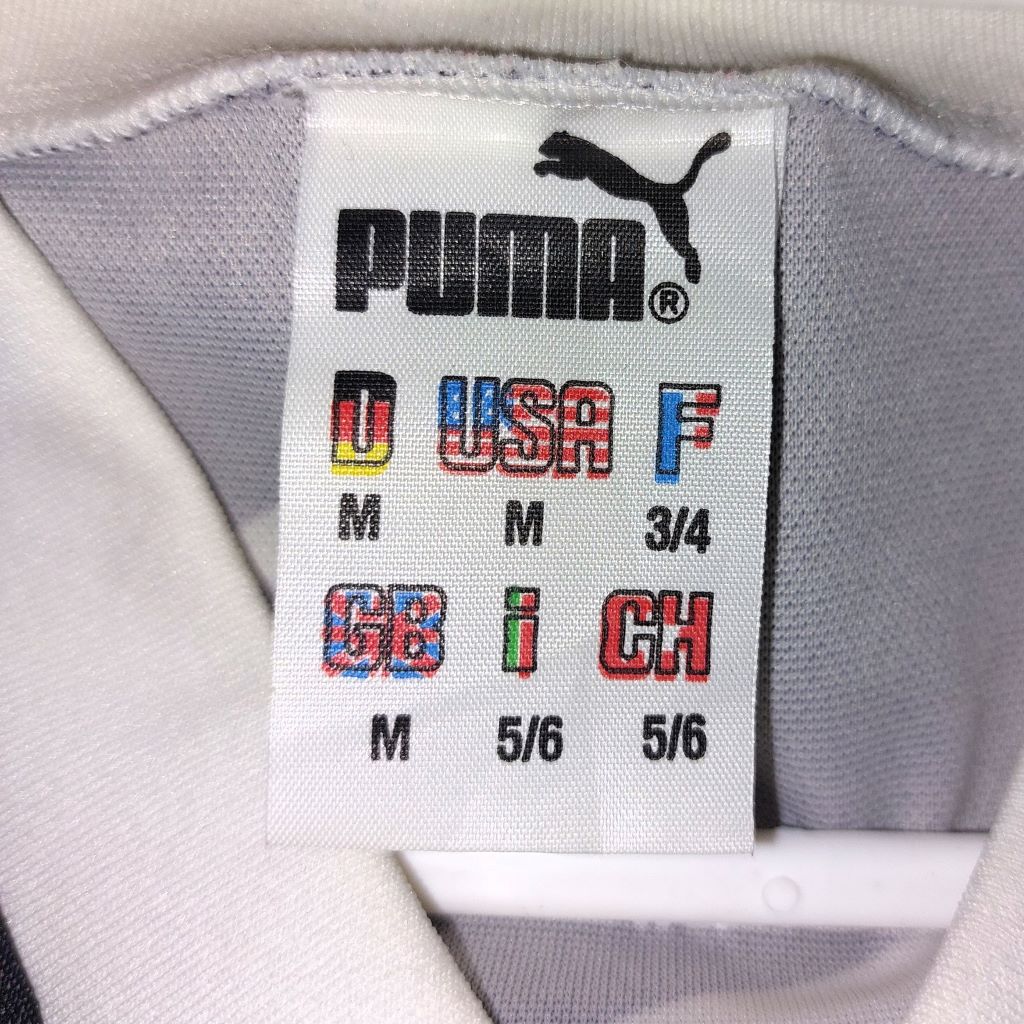 PUMA®
D USA F
M M 3/4
GB i CH
M 5/6 5/6